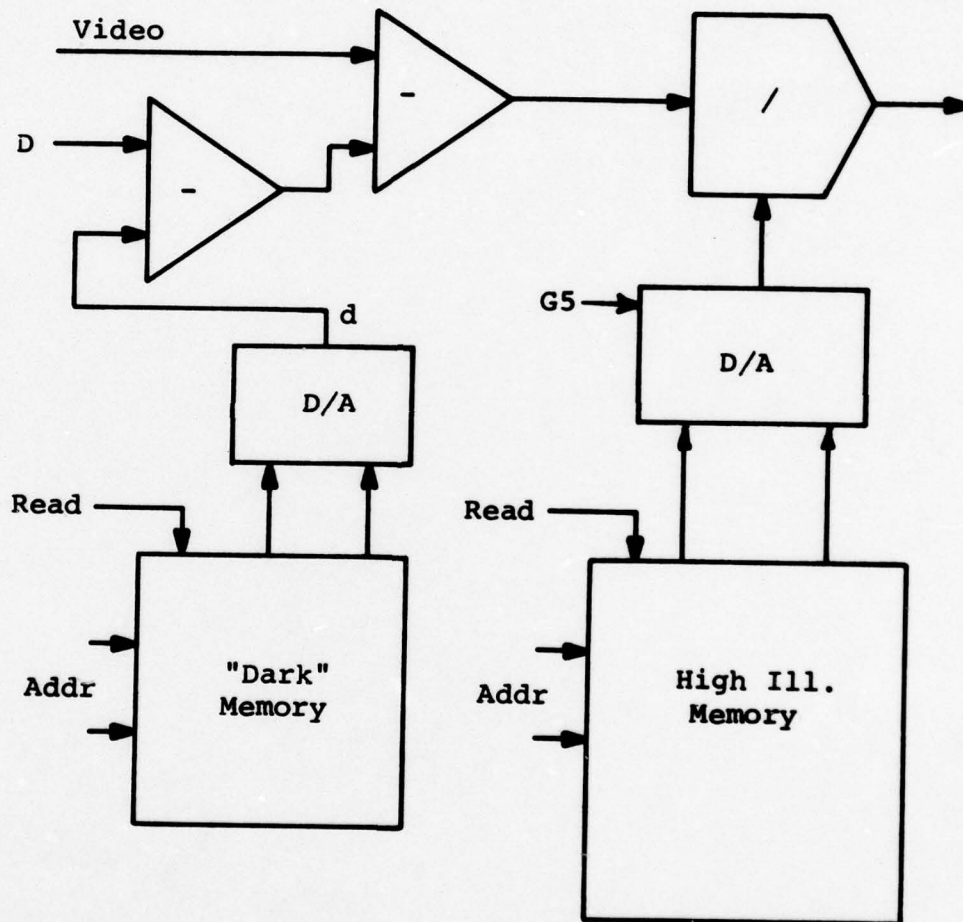 Video
-
/
D
-
d
G5
D/A
D/A
Read
Read
"Dark"
Memory
Addr
High Ill.
Memory
Addr